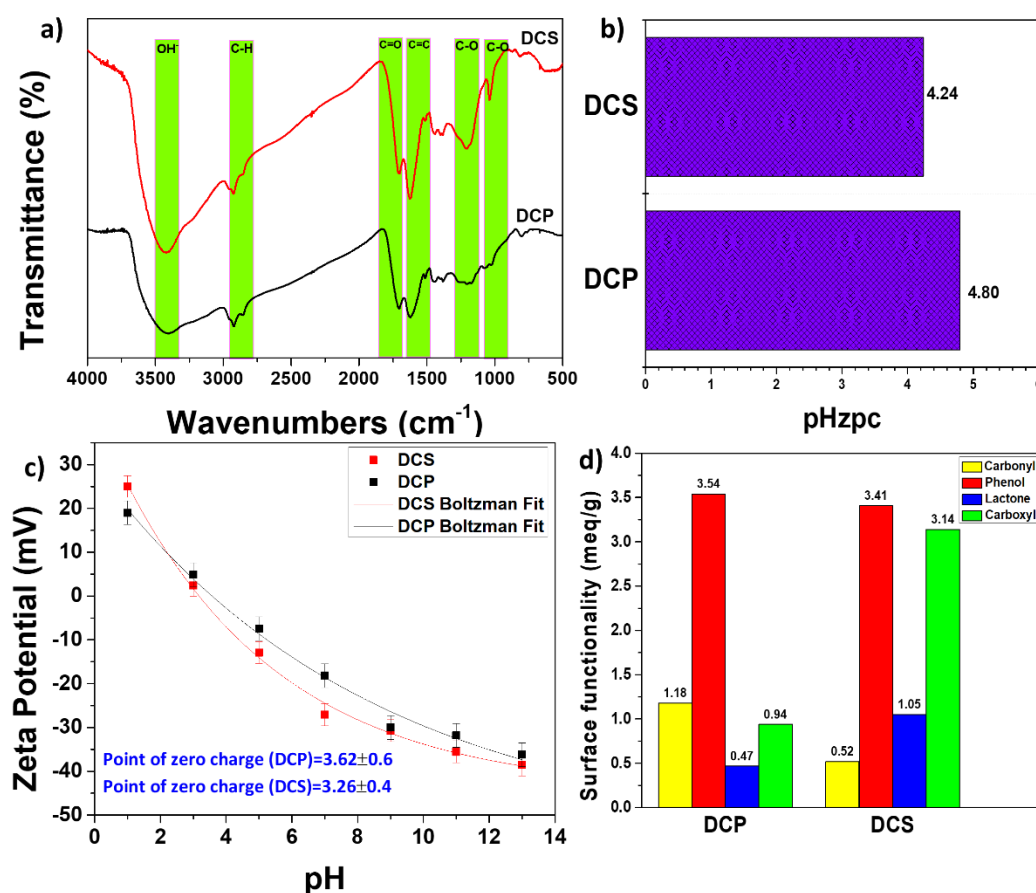 a)
OH-
C-H
C=O
C=C
C-O
C-O
DCS
DCP
Transmittance (%)
4000 3500 3000 2500 2000 1500 1000 500
Wavenumbers (cm-1)
b)
DCS
4.24
DCP
4.80
0 1 2 3 4 5 6
pHzpc
c)
DCS
DCP
DCS Boltzman Fit
DCP Boltzman Fit
Zeta Potential (mV)
30
20
10
0
-10
-20
-30
-40
-50
Point of zero charge (DCP)=3.62±0.6
Point of zero charge (DCS)=3.26±0.4
0 2 4 6 8 10 12 14
pH
d)
Carbonyl
Phenol
Lactone
Carboxyl
Surface functionality (meq/g)
4.0
3.5
3.0
2.5
2.0
1.5
1.0
0.5
0.0
1.18
3.54
0.47
0.94
0.52
3.41
1.05
3.14
DCP DCS